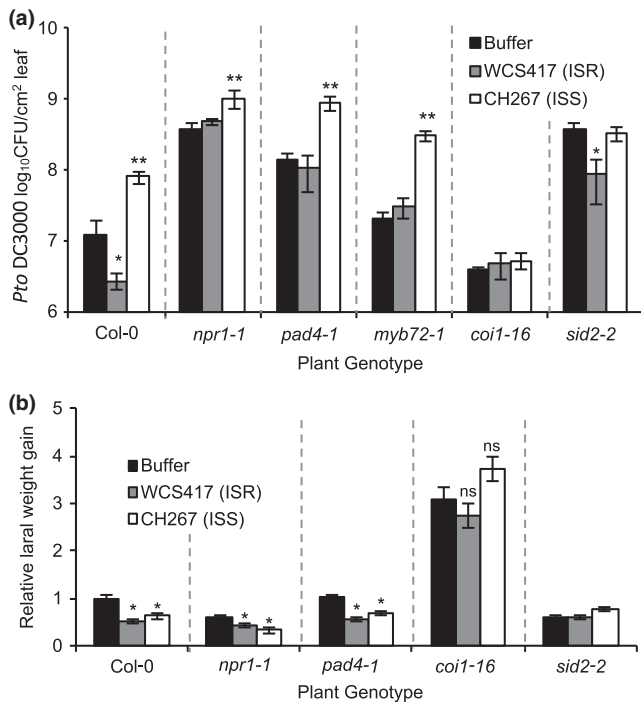 (a)
Pto DC3000 log10CFU/cm2 leaf
10
9
8
7
6
Buffer
WCS417 (ISR)
CH267 (ISS)
*
**
**
**
**
*
Col-0
npr1-1
pad4-1
myb72-1
coi1-16
sid2-2
Plant Genotype
(b)
Relative laral weight gain
5
4
3
2
1
0
Buffer
WCS417 (ISR)
CH267 (ISS)
* *
* *
* *
ns
ns
Col-0
npr1-1
pad4-1
coi1-16
sid2-2
Plant Genotype